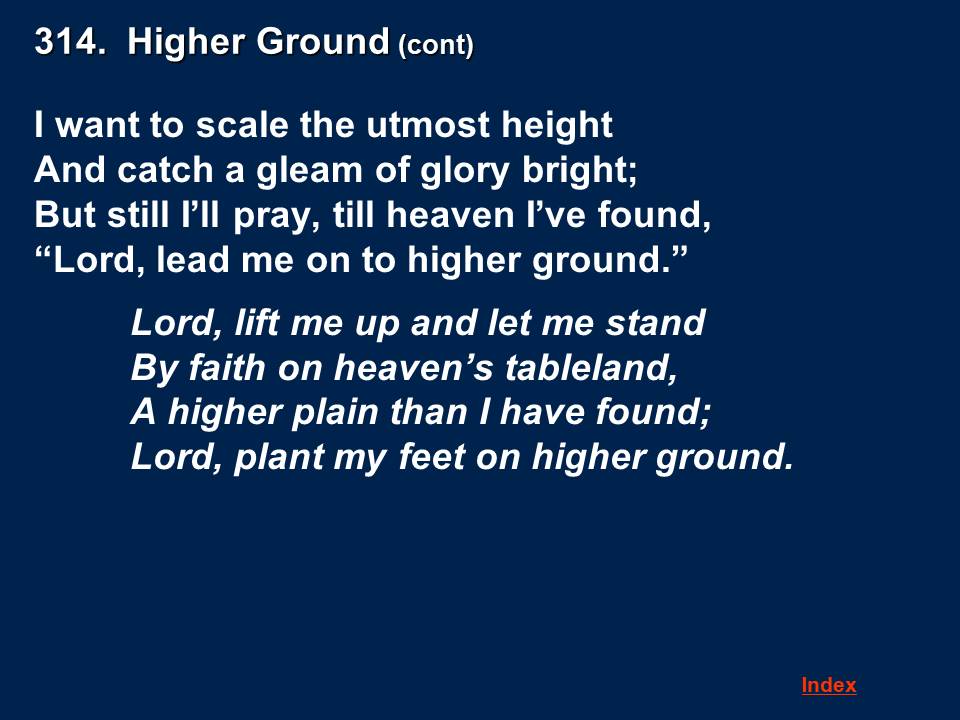 314.  Higher Ground (cont)
I want to scale the utmost height
And catch a gleam of glory bright;
But still I’ll pray, till heaven I’ve found,
“Lord, lead me on to higher ground.”
Lord, lift me up and let me stand
By faith on heaven’s tableland,
A higher plain than I have found;
Lord, plant my feet on higher ground.
Index